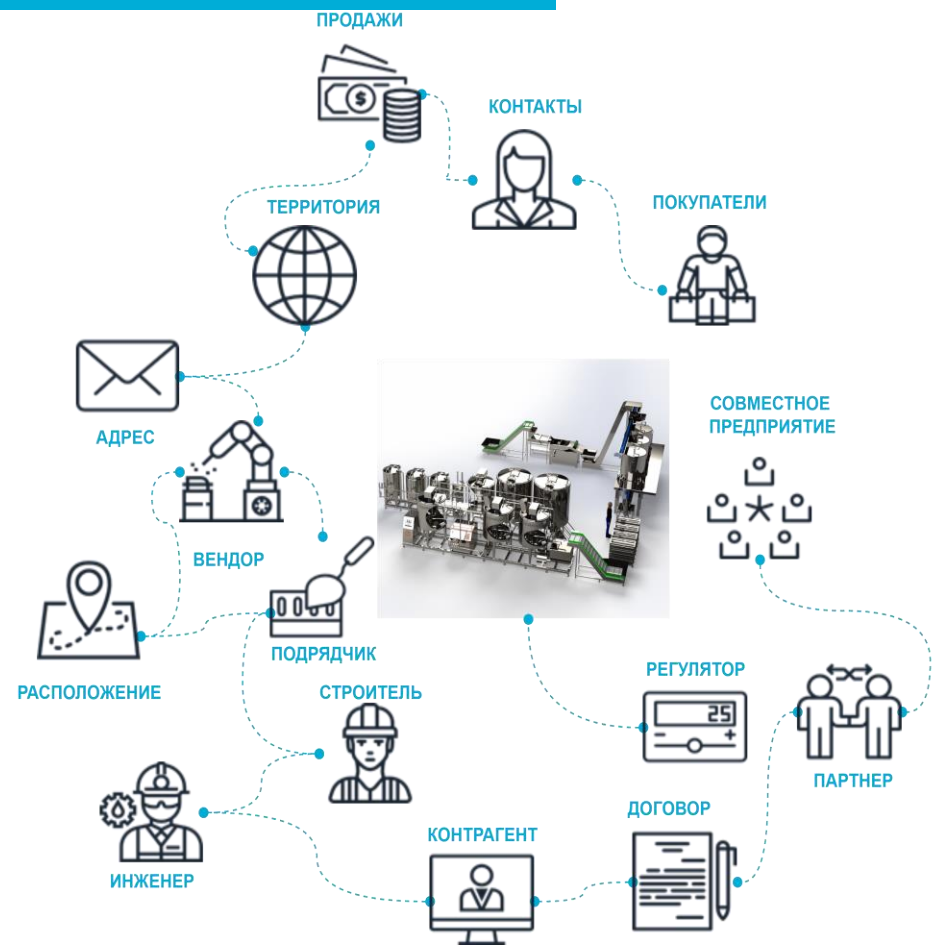 ПРОДАЖИ
КОНТАКТЫ
ПОКУПАТЕЛИ
ТЕРРИТОРИЯ
АДРЕС
СОВМЕСТНОЕ
ПРЕДПРИЯТИЕ
ВЕНДОР
ПОДРЯДЧИК
РАСПОЛОЖЕНИЕ
СТРОИТЕЛЬ
РЕГУЛЯТОР
25
ПАРТНЕР
ДОГОВОР
КОНТРАГЕНТ
ИНЖЕНЕР